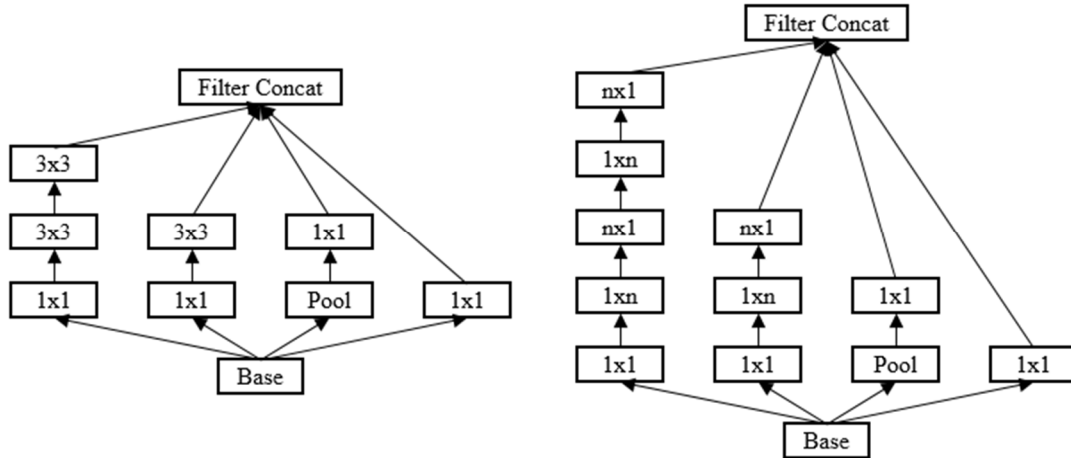 Filter Concat
3x3
3x3 3x3 1x1
1x1 1x1 Pool 1x1
Base
Filter Concat
nx1
1xn
nx1 nx1
1xn 1xn 1x1
1x1 1x1 Pool 1x1
Base